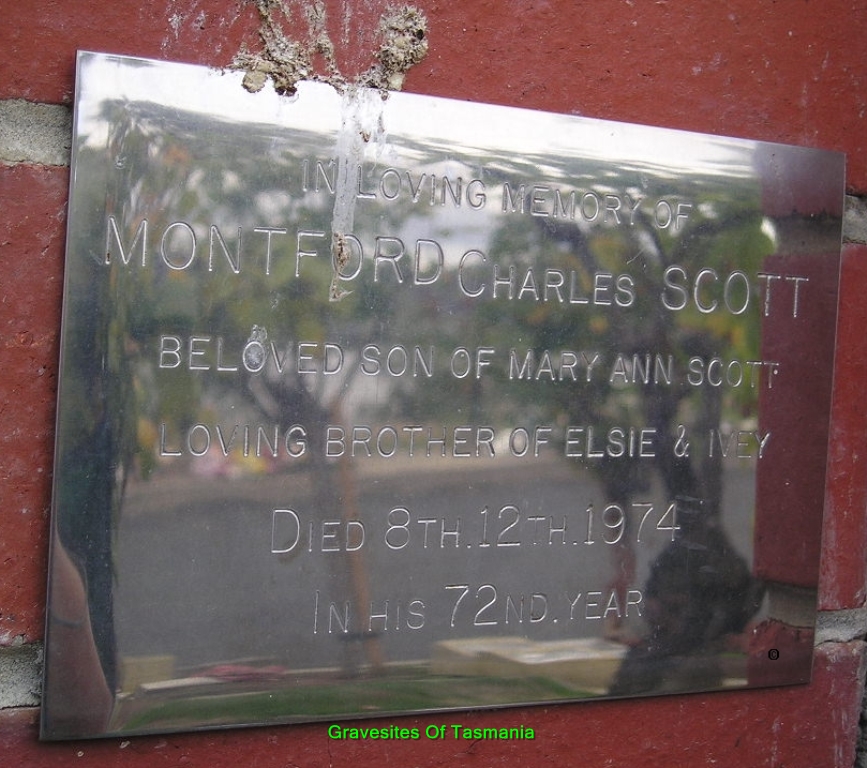 IN LOVING MEMORY OF
MONTFORD CHARLES SCOTT
BELOVED SON OF MARY ANN SCOTT
LOVING BROTHER OF ELSIE & IVEY
DIED 8TH.12TH.1974
IN HIS 72ND.YEAR
©
Gravesites Of Tasmania